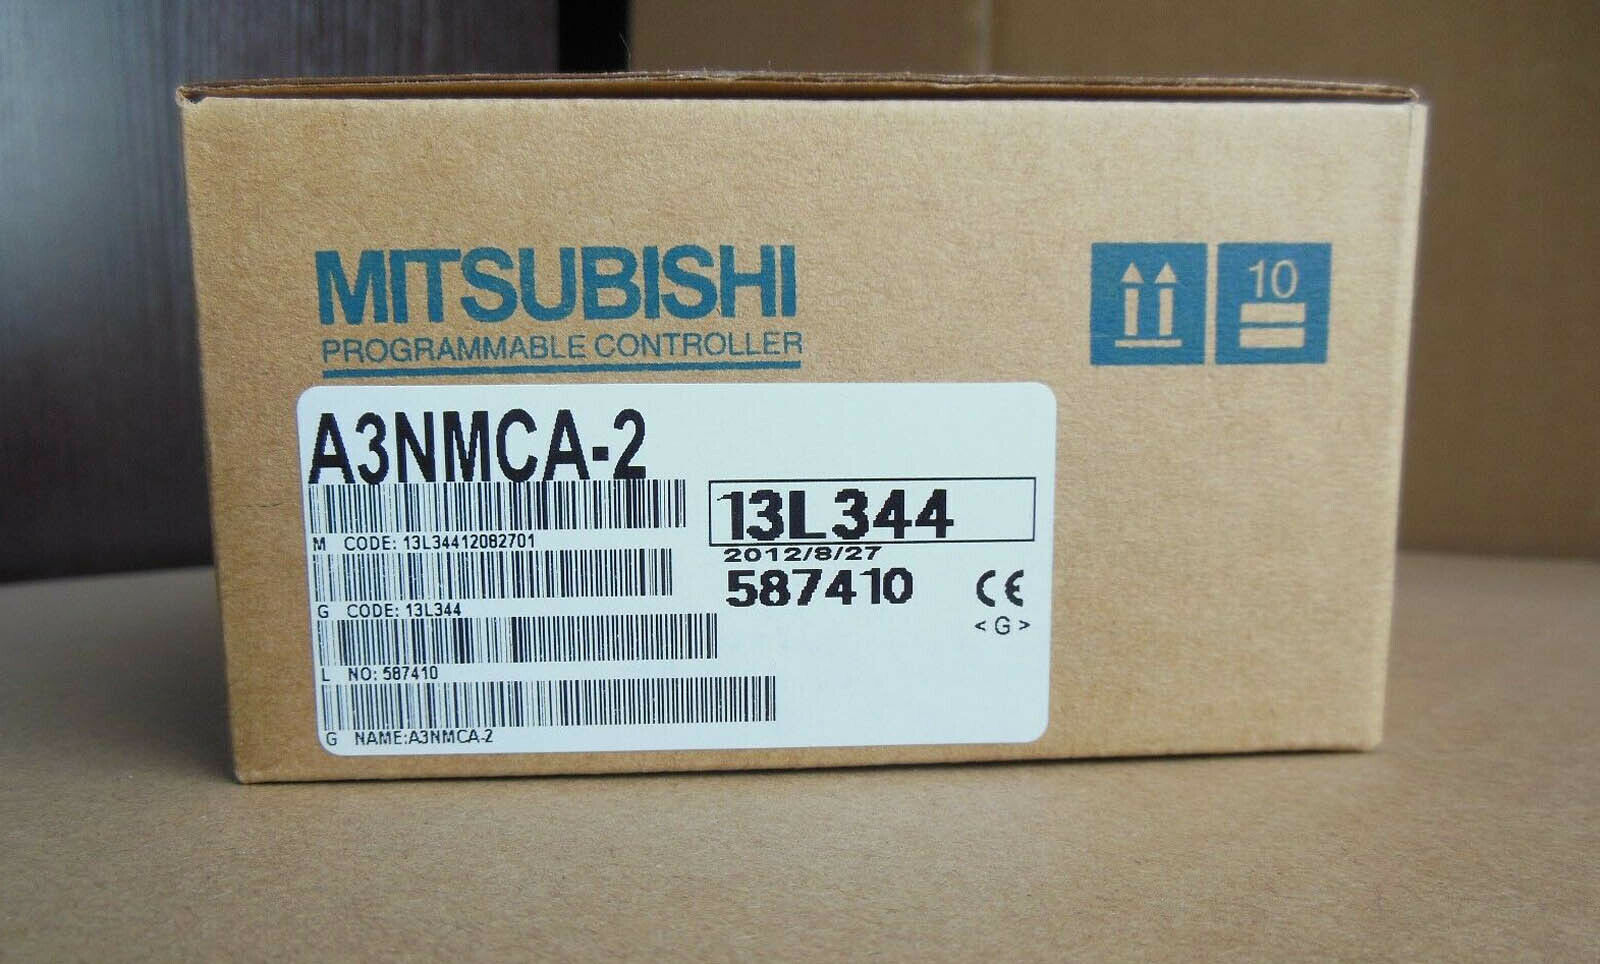 MITSUBISHI
PROGRAMMABLE CONTROLLER
10
A3NMCA-2
M CODE: 13L34412082701
G CODE: 13L344
L NO: 587410
G NAME:A3NMCA-2
13L344
2012/8/27
587410
CE
<G>